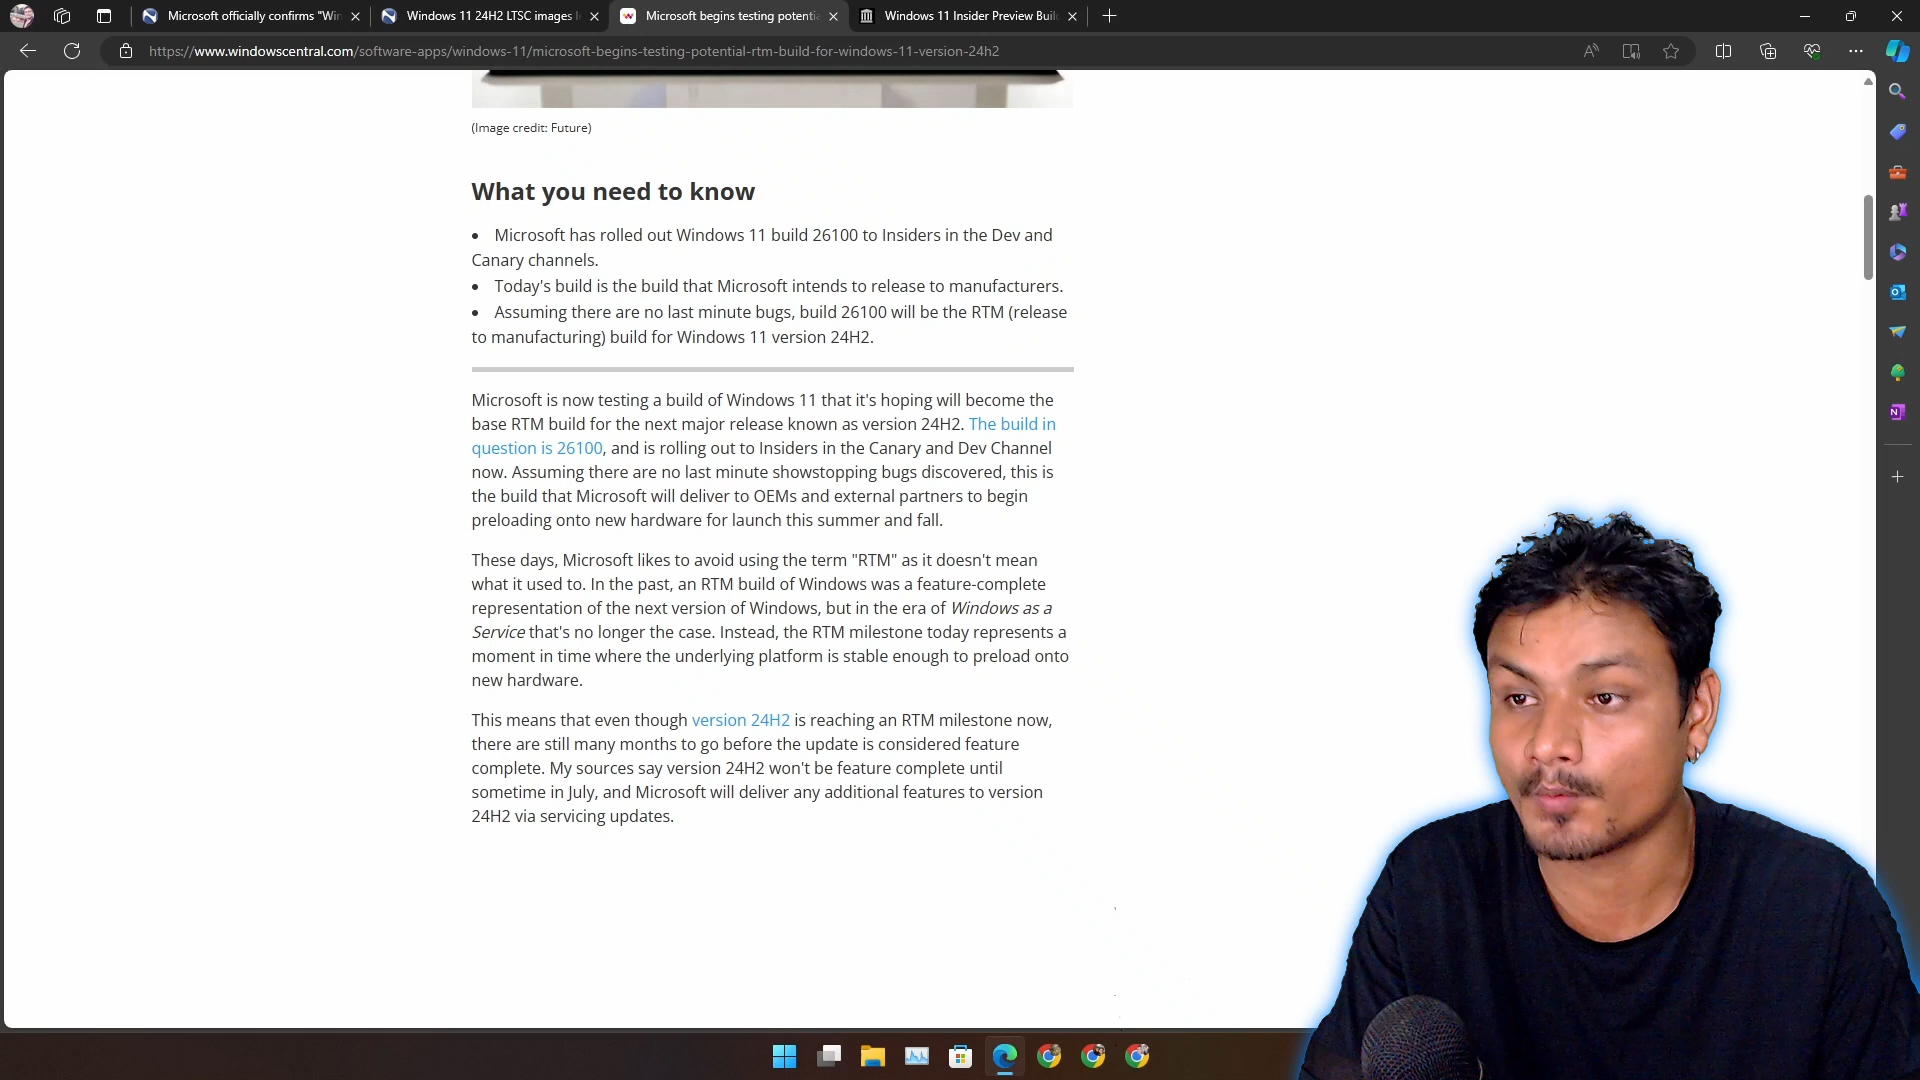 Microsoft officially confirms "Win
Windows 11 24H2 LTSC images l
Microsoft begins testing potentia
Windows 11 Insider Preview Buil
https://www.windowscentral.com/software-apps/windows-11/microsoft-begins-testing-potential-rtm-build-for-windows-11-version-24h2
(Image credit: Future)
What you need to know
• Microsoft has rolled out Windows 11 build 26100 to Insiders in the Dev and
Canary channels.
• Today's build is the build that Microsoft intends to release to manufacturers.
• Assuming there are no last minute bugs, build 26100 will be the RTM (release
to manufacturing) build for Windows 11 version 24H2.
Microsoft is now testing a build of Windows 11 that it's hoping will become the
base RTM build for the next major release known as version 24H2. The build in
question is 26100, and is rolling out to Insiders in the Canary and Dev Channel
now. Assuming there are no last minute showstopping bugs discovered, this is
the build that Microsoft will deliver to OEMs and external partners to begin
preloading onto new hardware for launch this summer and fall.
These days, Microsoft likes to avoid using the term "RTM" as it doesn't mean
what it used to. In the past, an RTM build of Windows was a feature-complete
representation of the next version of Windows, but in the era of Windows as a
Service that's no longer the case. Instead, the RTM milestone today represents a
moment in time where the underlying platform is stable enough to preload onto
new hardware.
This means that even though version 24H2 is reaching an RTM milestone now,
there are still many months to go before the update is considered feature
complete. My sources say version 24H2 won't be feature complete until
sometime in July, and Microsoft will deliver any additional features to version
24H2 via servicing updates.